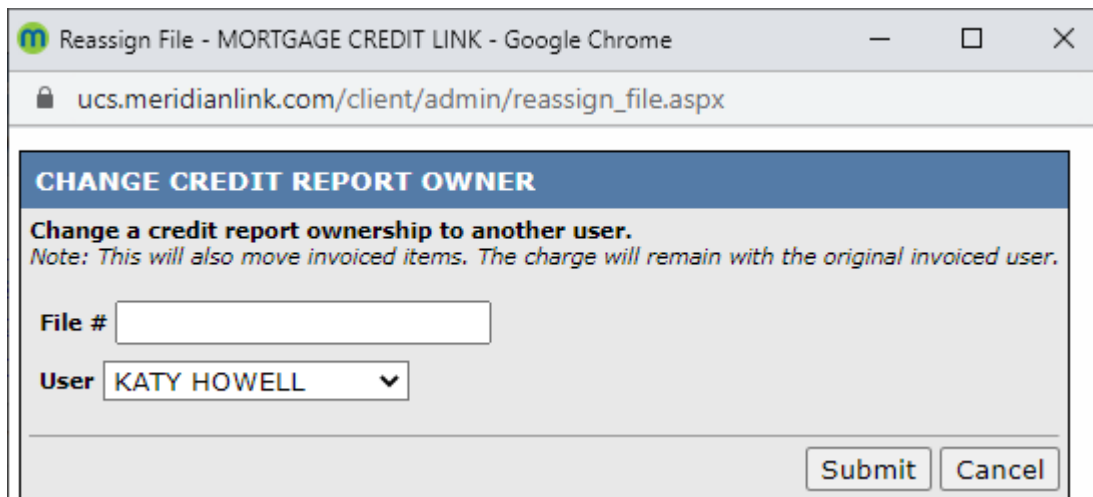 Reassign File - MORTGAGE CREDIT LINK - Google Chrome
ucs.meridianlink.com/client/admin/reassign_file.aspx
CHANGE CREDIT REPORT OWNER
Change a credit report ownership to another user.
Note: This will also move invoiced items. The charge will remain with the original invoiced user.
File #
User KATY HOWELL
Submit Cancel